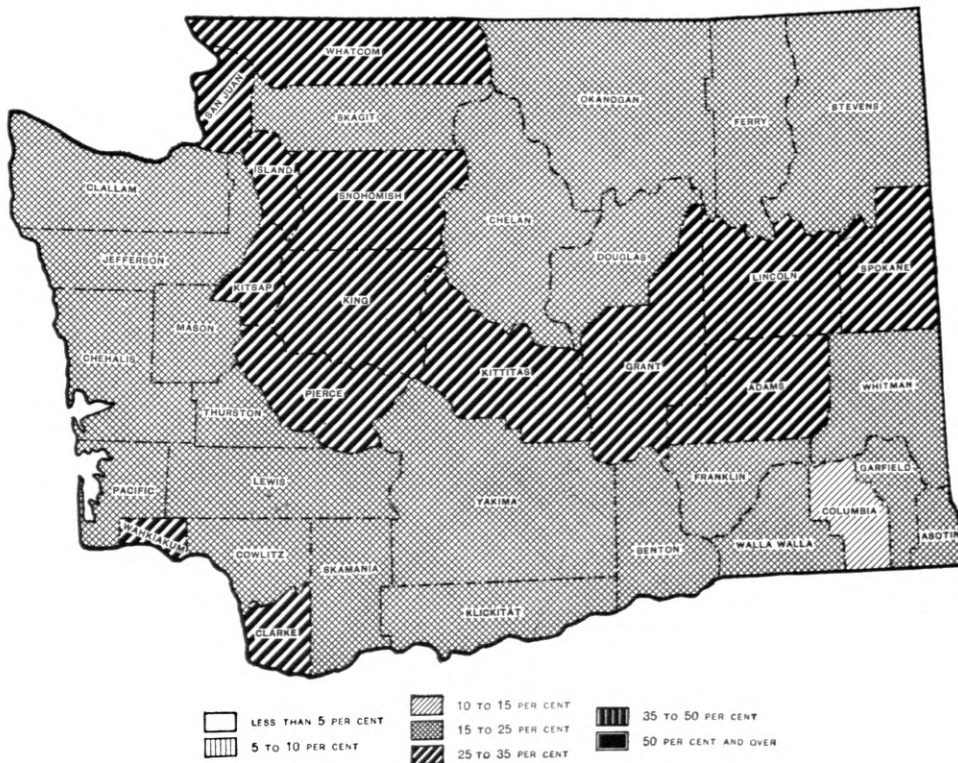 WHATCOM
SAN JUAN
SKAGIT
OKANOGAN
FERRY
STEVENS
ISLAND
CLALLAM
SNOHOMISH
CHELAN
DOUGLAS
JEFFERSON
KITSAP
KING
LINCOLN
SPOKANE
MASON
CHEHALIS
KITTITAS
GRANT
ADAMS
WHITMAN
PIERCE
THURSTON
LEWIS
PACIFIC
YAKIMA
FRANKLIN
GARFIELD
COLUMBIA
WAHKIAKUM
COWLITZ
SKAMANIA
BENTON
WALLA WALLA
ASOTIN
KLICKITAT
CLARKE
LESS THAN 5 PER CENT
5 TO 10 PER CENT
10 TO 15 PER CENT
15 TO 25 PER CENT
25 TO 35 PER CENT
35 TO 50 PER CENT
50 PER CENT AND OVER